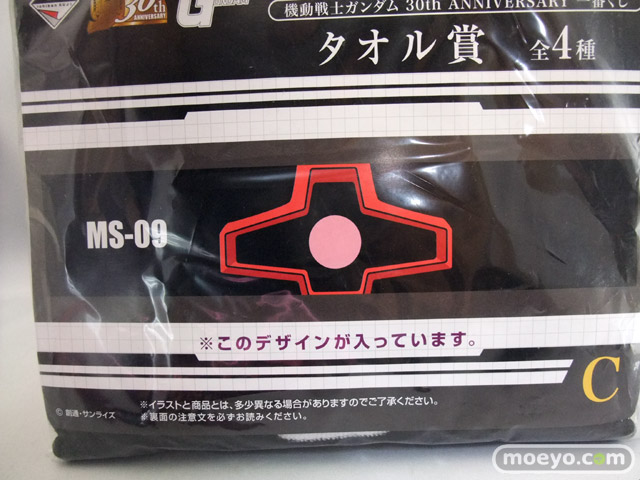 30th
ANNIVERSARY
G
機動戦士ガンダム 30th ANNIVERSARY 一番くじ
タオル賞 全4種
MS-09
※このデザインが入っています。
C
※イラストと商品とは、多少異なる場合がありますのでご了承ください。
※裏面の注意文を必ずお読みください。
© 創通・サンライズ
moeyo.com